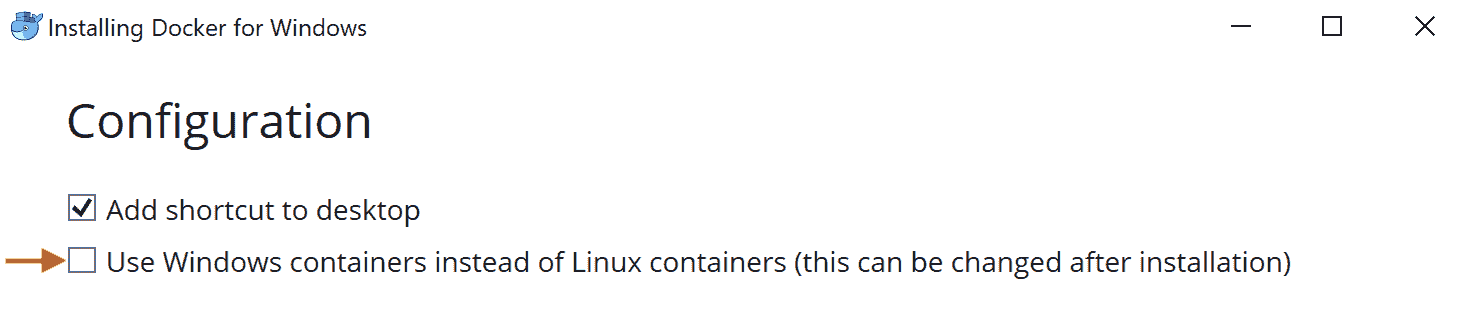 Installing Docker for Windows
Configuration
Add shortcut to desktop
Use Windows containers instead of Linux containers (this can be changed after installation)